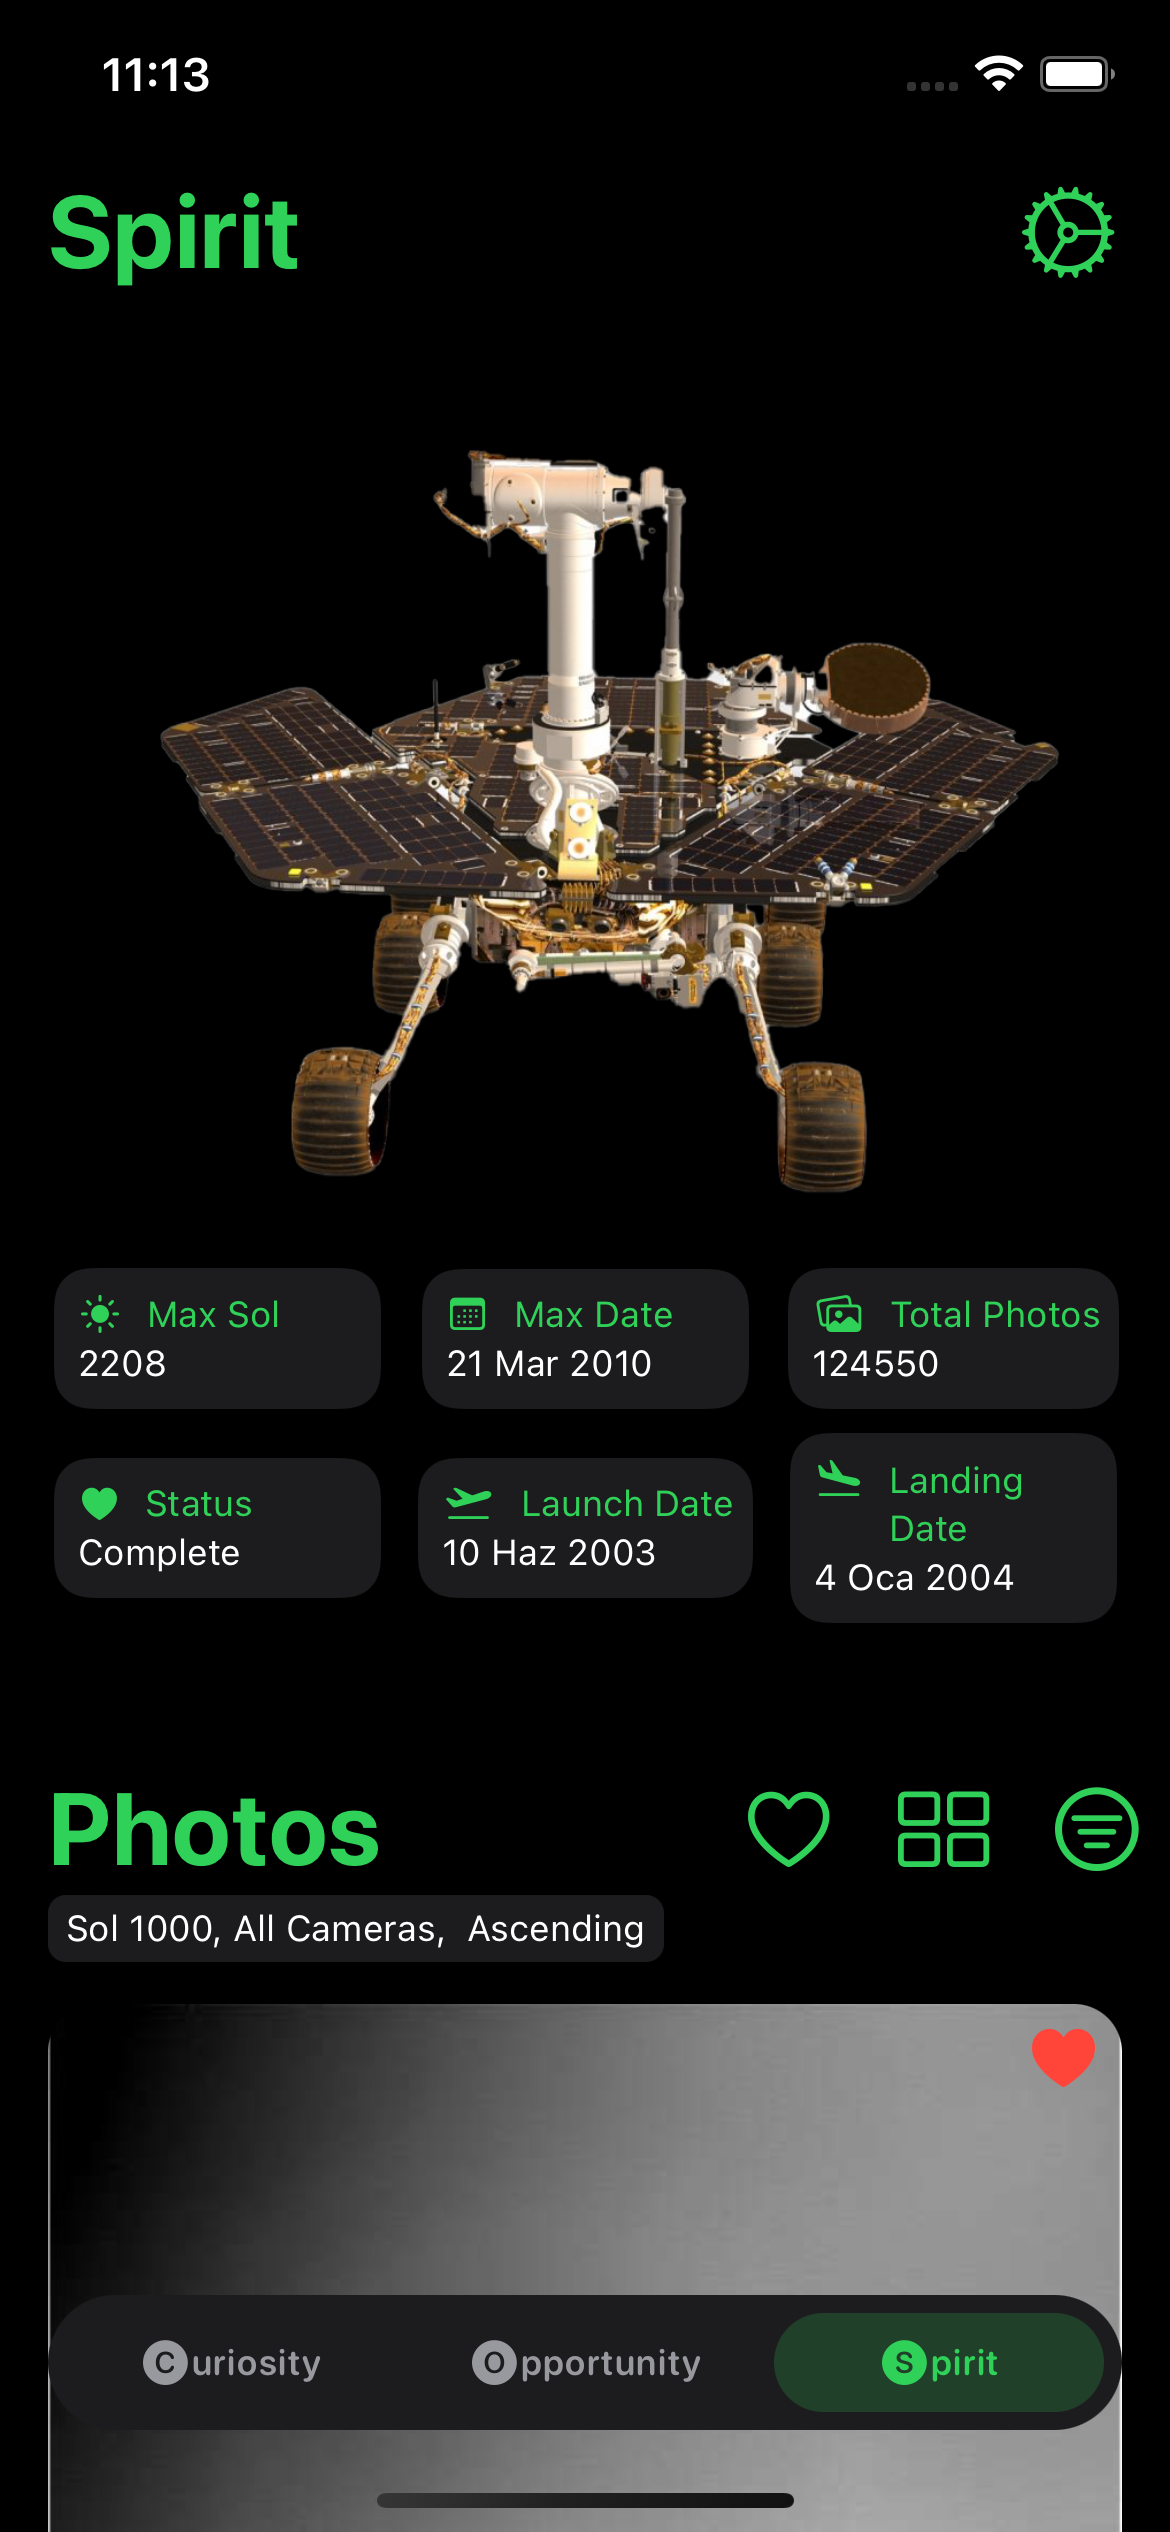 11:13
Spirit
Max Sol
2208
Max Date
21 Mar 2010
Total Photos
124550
Status
Complete
Launch Date
10 Haz 2003
Landing
Date
4 Oca 2004
Photos
Sol 1000, All Cameras,  Ascending
Curiosity
Opportunity
Spirit